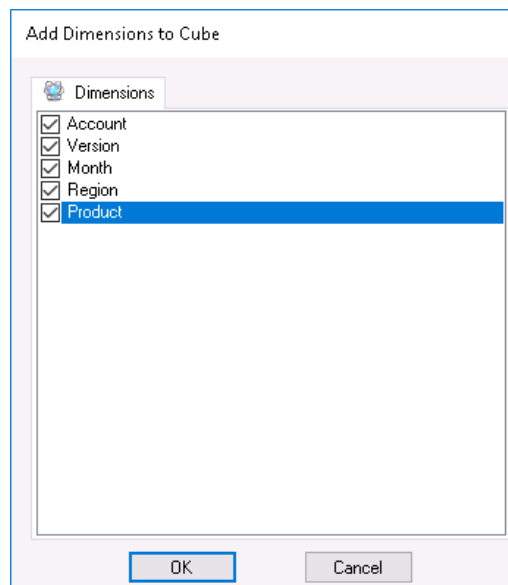 Add Dimensions to Cube
Dimensions
Account
Version
Month
Region
Product
OK
Cancel